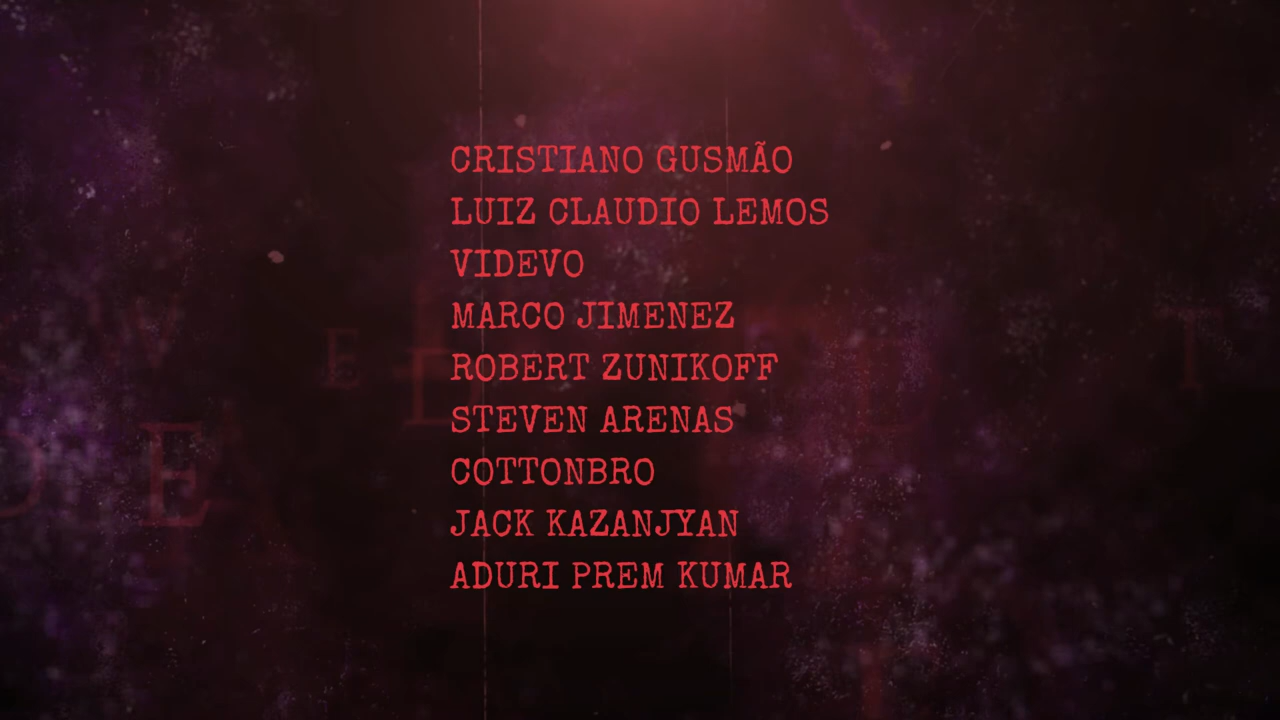 CRISTIANO GUSMÃO
LUIZ CLAUDIO LEMOS
VIDEVO
MARCO JIMENEZ
ROBERT ZUNIKOFF
STEVEN ARENAS
COTTONBRO
JACK KAZANJYAN
ADURI PREM KUMAR